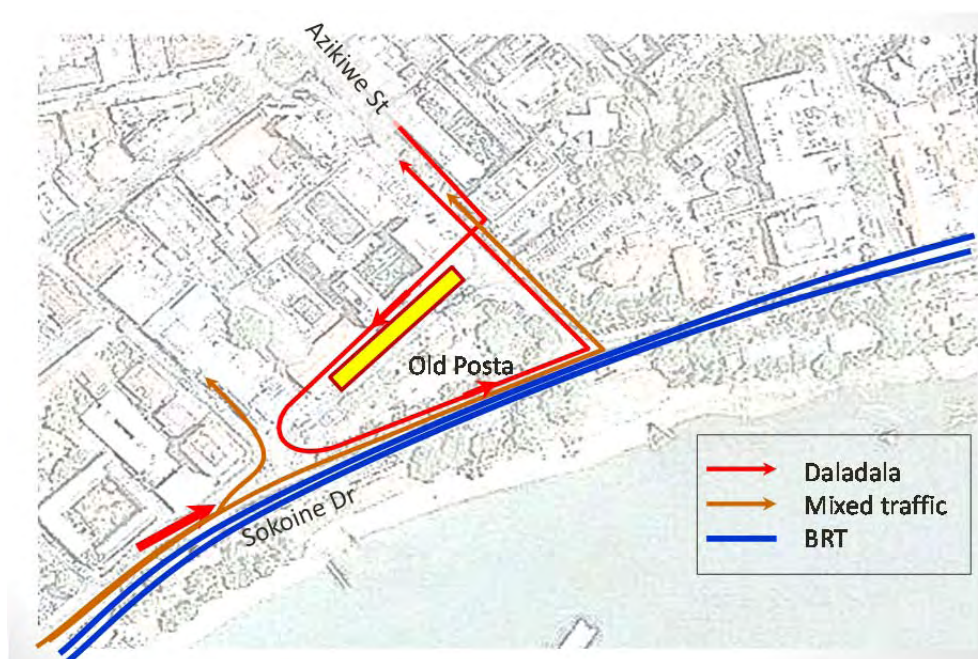 Azikiwe St
Old Posta
Sokoine Dr
Daladala
Mixed traffic
BRT